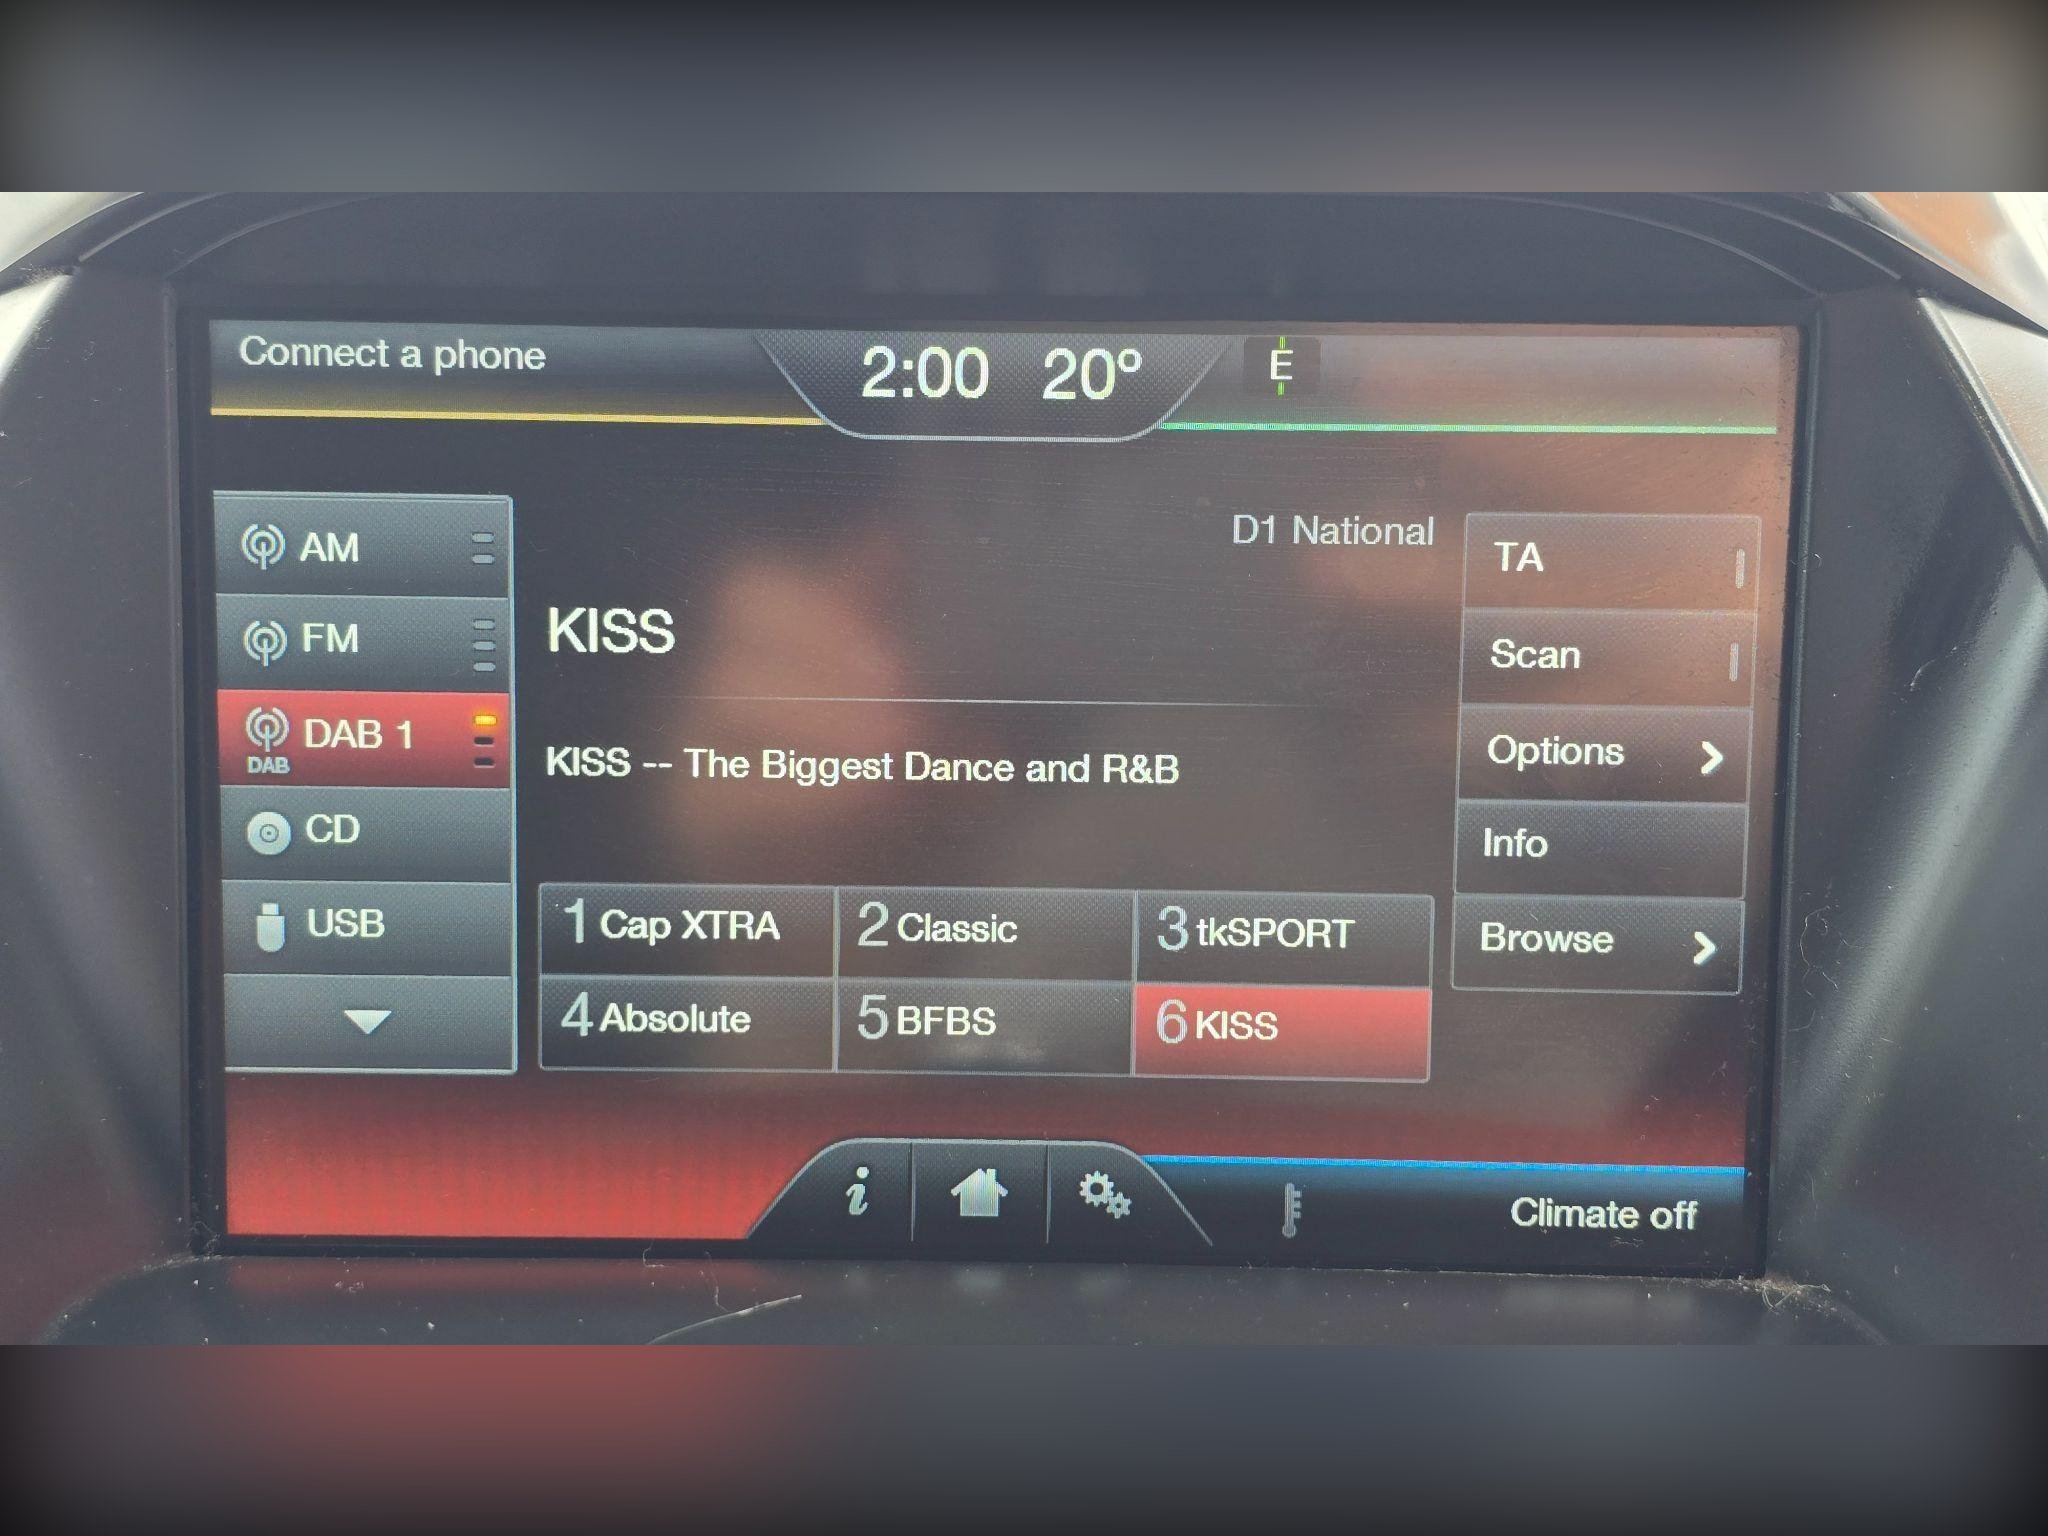 Connect a phone
2:00 20° E
AM
FM
DAB 1
DAB
CD
USB
D1 National
KISS
KISS -- The Biggest Dance and R&B
1 Cap XTRA
2 Classic
3 tkSPORT
4 Absolute
5 BFBS
6 KISS
TA
Scan
Options
Info
Browse
i
Climate off